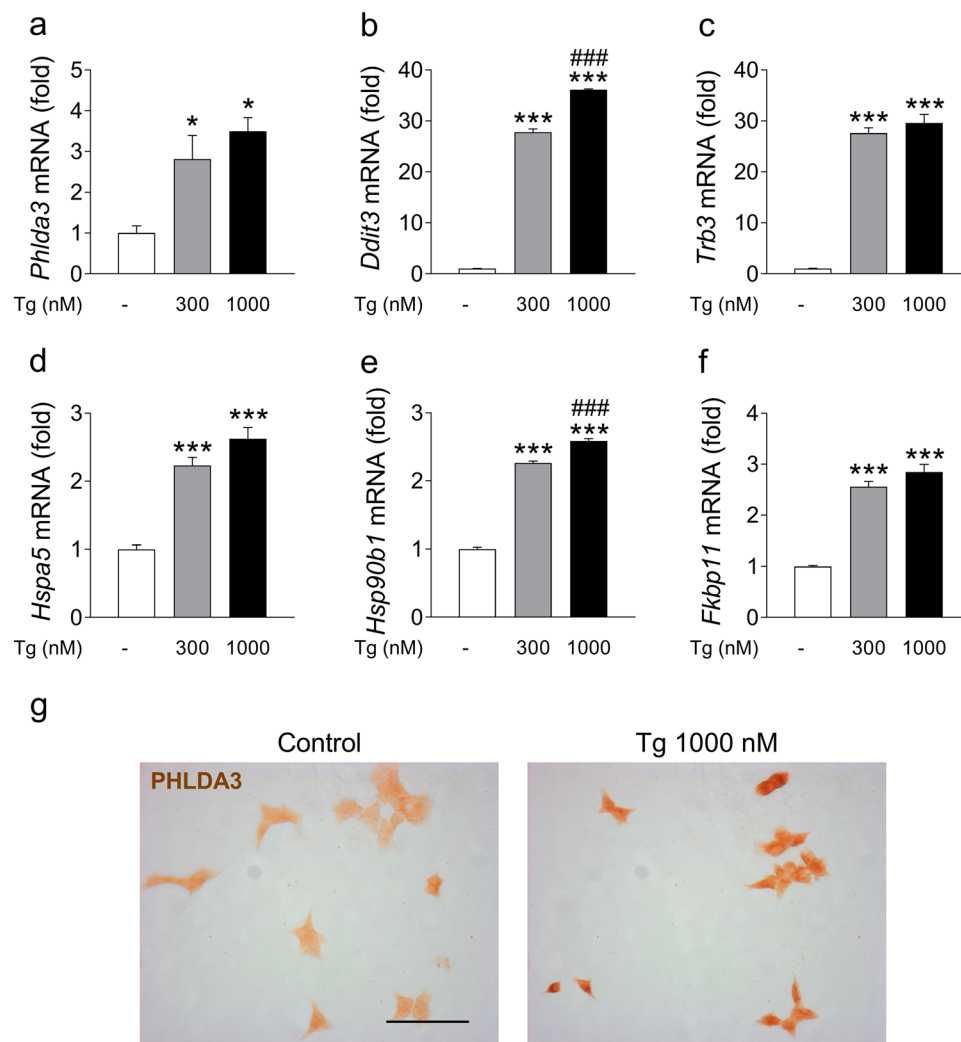 a
b
c
Phlda3 mRNA (fold)
5
4
3
2
1
0
*
*
Tg (nM) - 300 1000
Ddit3 mRNA (fold)
40
30
20
10
0
***
###
***
- 300 1000
Tg (nM)
Trb3 mRNA (fold)
40
30
20
10
0
***
***
Tg (nM) - 300 1000
d
e
f
Hspa5 mRNA (fold)
3
2
1
0
***
***
Tg (nM) - 300 1000
Hsp90b1 mRNA (fold)
3
2
1
0
***
###
***
Tg (nM) - 300 1000
Fkbp11 mRNA (fold)
4
3
2
1
0
***
***
Tg (nM) - 300 1000
g
Control
Tg 1000 nM
PHLDA3